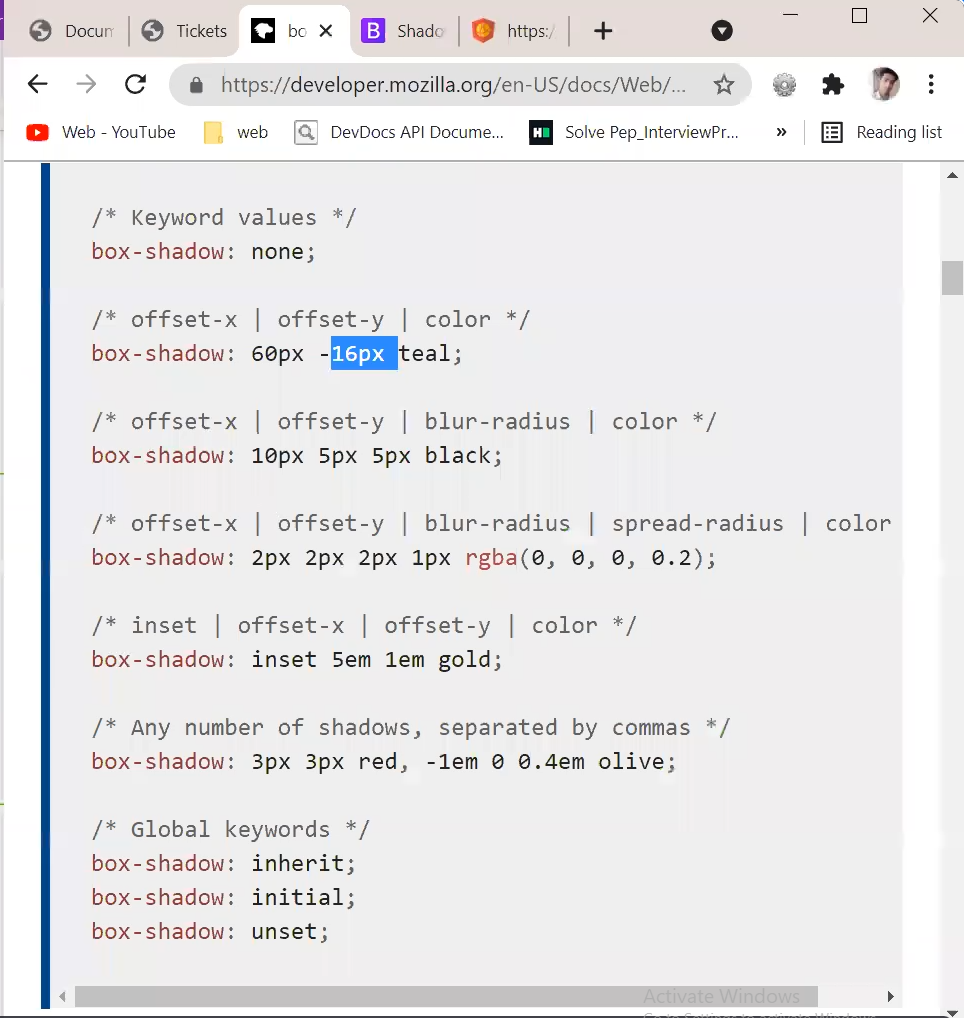 Docum
Tickets
bo
Shado
https:/
https://developer.mozilla.org/en-US/docs/Web/...
Web - YouTube
web
DevDocs API Docume...
Solve Pep_InterviewPr...
»
Reading list
/* Keyword values */
box-shadow: none;
/* offset-x | offset-y | color */
box-shadow: 60px -16px teal;
/* offset-x | offset-y | blur-radius | color */
box-shadow: 10px 5px 5px black;
/* offset-x | offset-y | blur-radius | spread-radius | color
box-shadow: 2px 2px 2px 1px rgba(0, 0, 0, 0.2);
/* inset | offset-x | offset-y | color */
box-shadow: inset 5em 1em gold;
/* Any number of shadows, separated by commas */
box-shadow: 3px 3px red, -1em 0 0.4em olive;
/* Global keywords */
box-shadow: inherit;
box-shadow: initial;
box-shadow: unset;
Activate Windows